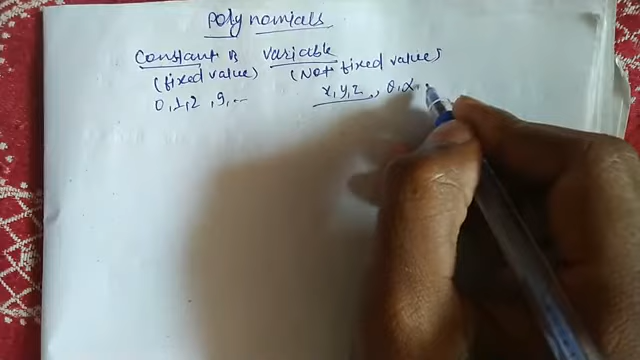 Polynomials
Constant & Variable
(fixed value) (Not fixed value)
0, 1, 2, 9, ... x, y, z, θ, α,